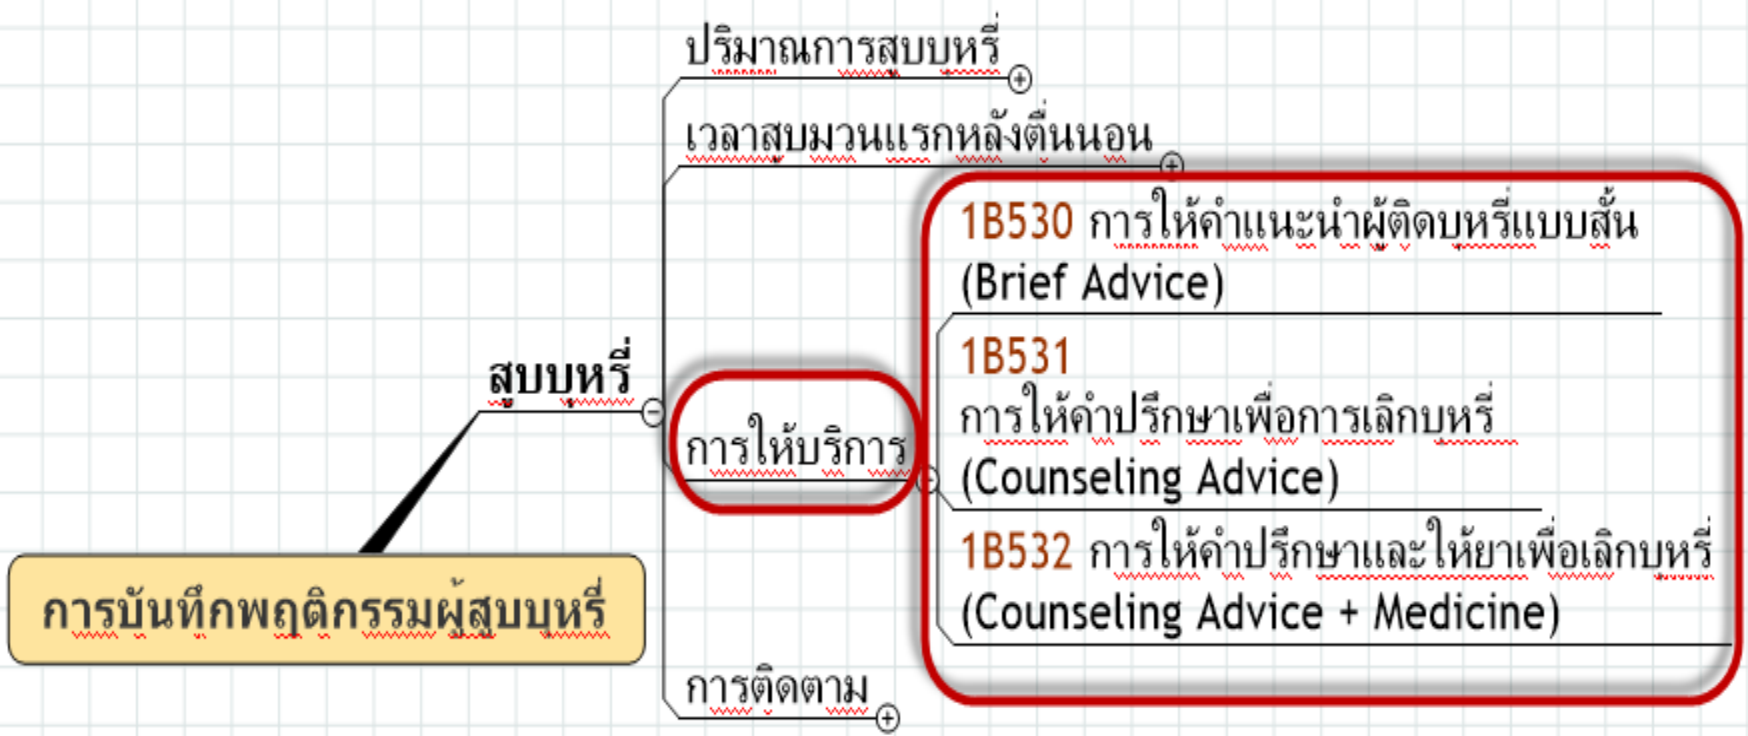 ปริมาณการสูบบุหรี่
เวลาสูบมวนแรกหลังตื่นนอน
1B530 การให้คำแนะนำผู้ติดบุหรี่แบบสั้น
(Brief Advice)
1B531
การให้คำปรึกษาเพื่อการเลิกบุหรี่
(Counseling Advice)
1B532 การให้คำปรึกษาและให้ยาเพื่อเลิกบุหรี่
(Counseling Advice + Medicine)
สูบบุหรี่
การให้บริการ
การบันทึกพฤติกรรมผู้สูบบุหรี่
การติดตาม